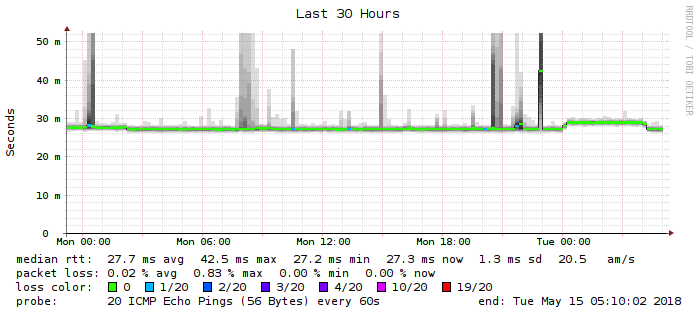 Last 30 Hours
RRDTOOL / TOBI OETIKER
Seconds
50 m
40 m
30 m
20 m
10 m
0
Mon 00:00 Mon 06:00 Mon 12:00 Mon 18:00 Tue 00:00
median rtt: 27.7 ms avg 42.5 ms max 27.2 ms min 27.3 ms now 1.3 ms sd 20.5 am/s
packet loss: 0.02 % avg 0.83 % max 0.00 % min 0.00 % now
loss color: 0 1/20 2/20 3/20 4/20 10/20 19/20
probe: 20 ICMP Echo Pings (56 Bytes) every 60s end: Tue May 15 05:10:02 2018